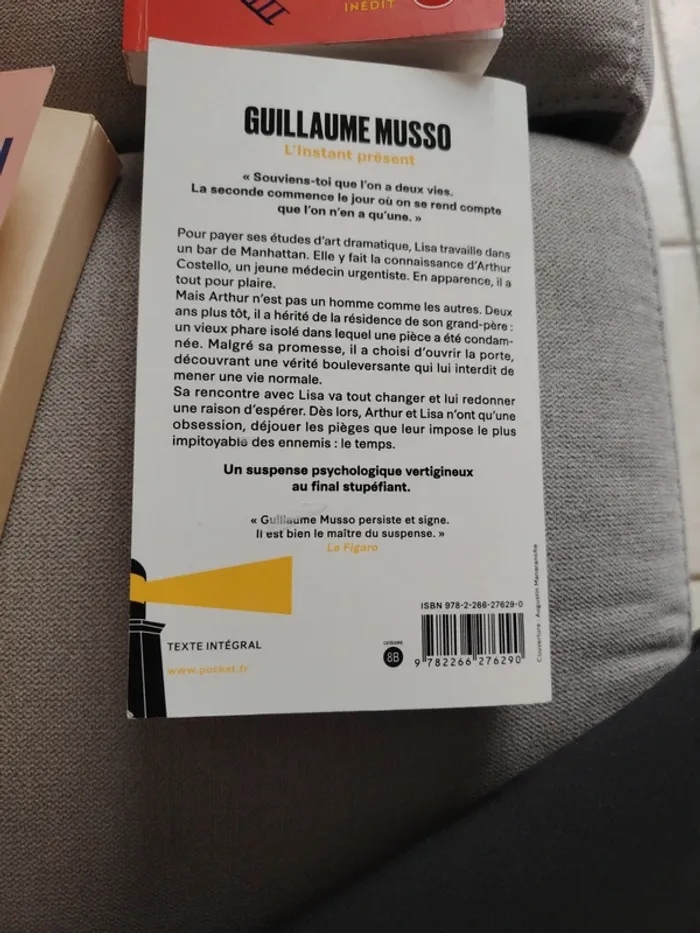 INÉDIT
GUILLAUME MUSSO
L'Instant présent
« Souviens-toi que l'on a deux vies.
La seconde commence le jour où on se rend compte
que l'on n'en a qu'une. »
Pour payer ses études d'art dramatique, Lisa travaille dans
un bar de Manhattan. Elle y fait la connaissance d'Arthur
Costello, un jeune médecin urgentiste. En apparence, il a
tout pour plaire.
Mais Arthur n'est pas un homme comme les autres. Deux
ans plus tôt, il a hérité de la résidence de son grand-père :
un vieux phare isolé dans lequel une pièce a été condam-
née. Malgré sa promesse, il a choisi d'ouvrir la porte,
découvrant une vérité bouleversante qui lui interdit de
mener une vie normale.
Sa rencontre avec Lisa va tout changer et lui redonner
une raison d'espérer. Dès lors, Arthur et Lisa n'ont qu'une
obsession, déjouer les pièges que leur impose le plus
impitoyable des ennemis : le temps.
Un suspense psychologique vertigineux
au final stupéfiant.
« Guillaume Musso persiste et signe.
Il est bien le maître du suspense. »
Le Figaro
ISBN 978-2-266-27629-0
TEXTE INTÉGRAL
www.pocket.fr
CATÉGORIE
8B
9 782266 276290
Couverture : Augustin Manaranche